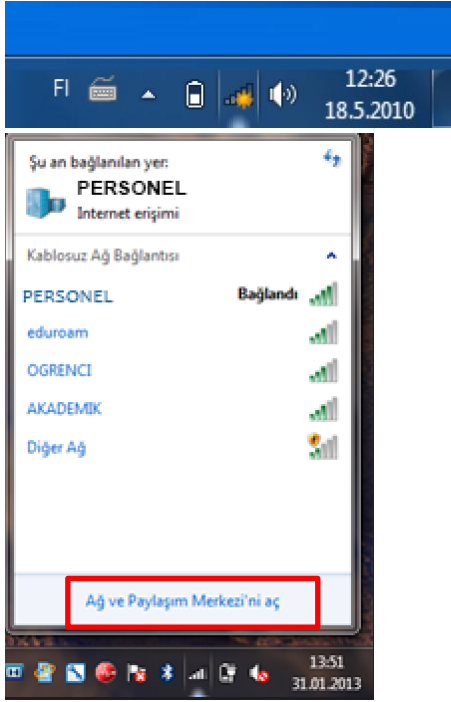 FI
12:26
18.5.2010
Şu an bağlanılan yer:
PERSONEL
Internet erişimi
Kablosuz Ağ Bağlantısı
PERSONEL Bağlandı
eduroam
OGRENCI
AKADEMIK
Diğer Ağ
Ağ ve Paylaşım Merkezi'ni aç
13:51
31.01.2013